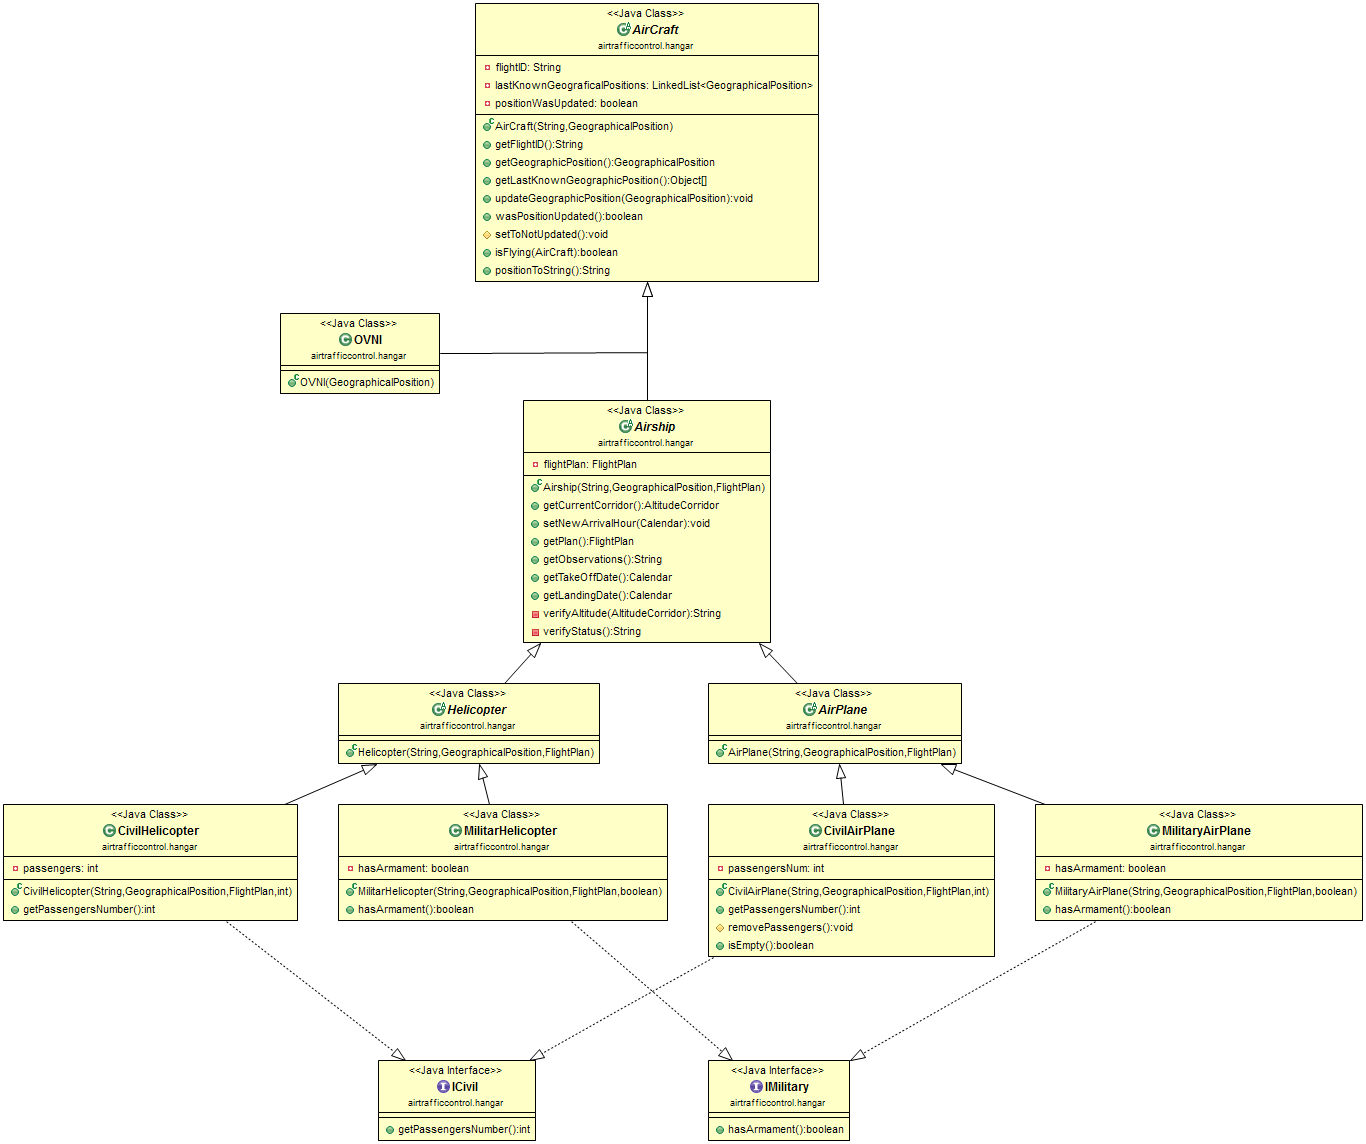 <<Java Class>>
AirCraft
airtrafficcontrol.hangar
flightID: String
lastKnownGeograficalPositions: LinkedList<GeographicalPosition>
positionWasUpdated: boolean
AirCraft(String,GeographicalPosition)
getFlightID():String
getGeographicPosition():GeographicalPosition
getLastKnownGeographicPosition():Object[]
updateGeographicPosition(GeographicalPosition):void
wasPositionUpdated():boolean
setToNotUpdated():void
isFlying(AirCraft):boolean
positionToString():String
<<Java Class>>
OVNI
airtrafficcontrol.hangar
OVNI(GeographicalPosition)
<<Java Class>>
Airship
airtrafficcontrol.hangar
flightPlan: FlightPlan
Airship(String,GeographicalPosition,FlightPlan)
getCurrentCorridor():AltitudeCorridor
setNewArrivalHour(Calendar):void
getPlan():FlightPlan
getObservations():String
getTakeOffDate():Calendar
getLandingDate():Calendar
verifyAltitude(AltitudeCorridor):String
verifyStatus():String
<<Java Class>>
Helicopter
airtrafficcontrol.hangar
Helicopter(String,GeographicalPosition,FlightPlan)
<<Java Class>>
AirPlane
airtrafficcontrol.hangar
AirPlane(String,GeographicalPosition,FlightPlan)
<<Java Class>>
CivilHelicopter
airtrafficcontrol.hangar
passengers: int
CivilHelicopter(String,GeographicalPosition,FlightPlan,int)
getPassengersNumber():int
<<Java Class>>
MilitarHelicopter
airtrafficcontrol.hangar
hasArmament: boolean
MilitarHelicopter(String,GeographicalPosition,FlightPlan,boolean)
hasArmament():boolean
<<Java Class>>
CivilAirPlane
airtrafficcontrol.hangar
passengersNum: int
CivilAirPlane(String,GeographicalPosition,FlightPlan,int)
getPassengersNumber():int
removePassengers():void
isEmpty():boolean
<<Java Class>>
MilitaryAirPlane
airtrafficcontrol.hangar
hasArmament: boolean
MilitaryAirPlane(String,GeographicalPosition,FlightPlan,boolean)
hasArmament():boolean
<<Java Interface>>
ICivil
airtrafficcontrol.hangar
getPassengersNumber():int
<<Java Interface>>
IMilitary
airtrafficcontrol.hangar
hasArmament():boolean